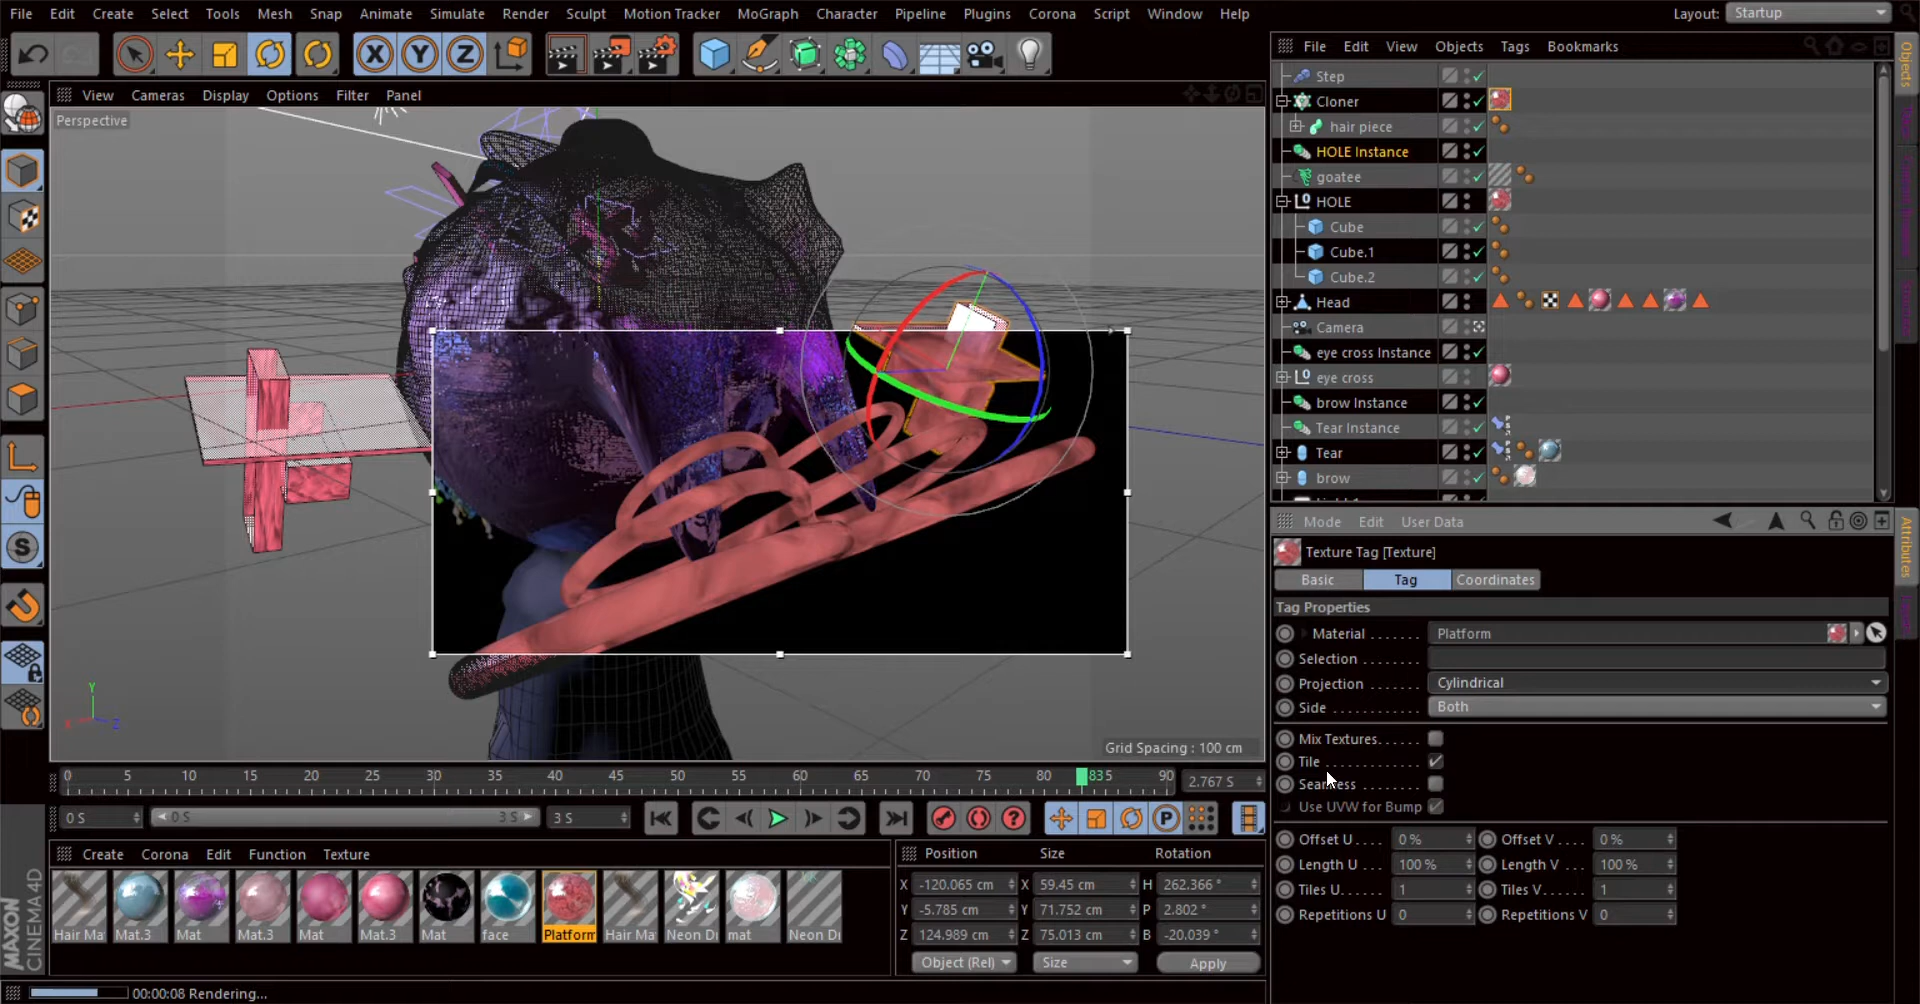 File Edit Create Select Tools Mesh Snap Animate Simulate Render Sculpt Motion Tracker MoGraph Character Pipeline Plugins Corona Script Window Help
Layout: Startup
X Y Z
View Cameras Display Options Filter Panel
Perspective
S
Y
X Z
Grid Spacing : 100 cm
0 5 10 15 20 25 30 35 40 45 50 55 60 65 70 75 80 835 90
2.767 S
0 S
0 S 3 S
3 S
P
Create Corona Edit Function Texture
Hair Ma Mat.3 Mat Mat.3 Mat Mat.3 Mat face Platform Hair Ma Neon Di mat Neon Di
Position Size Rotation
X -120.065 cm X 59.45 cm H 262.366 °
Y -5.785 cm Y 71.752 cm P 2.802 °
Z 124.989 cm Z 75.013 cm B -20.039 °
Object (Rel) Size Apply
MAXON
CINEMA4D
00:00:08 Rendering...
File Edit View Objects Tags Bookmarks
Step
Cloner
hair piece
HOLE Instance
goatee
HOLE
Cube
Cube.1
Cube.2
Head
Camera
eye cross Instance
eye cross
brow Instance
Tear Instance
Tear
brow
Objects
Attributes
Mode Edit User Data
Texture Tag [Texture]
Basic Tag Coordinates
Tag Properties
Material . . . . . . . Platform
Selection . . . . . . . .
Projection . . . . . . . Cylindrical
Side . . . . . . . . . . . . Both
Mix Textures. . . . . .
Tile . . . . . . . . . . . .
Use UVW for Bump
Offset U . . . . 0 % Offset V . . . . 0 %
Length U . . . 100 % Length V . . . 100 %
Tiles U. . . . . 1 Tiles V. . . . . 1
Repetitions U 0 Repetitions V 0